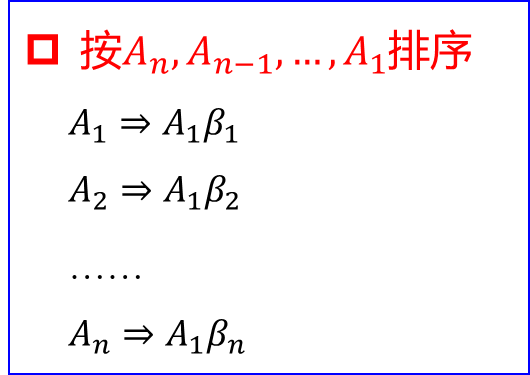 按Aₙ, Aₙ₋₁, … , A₁排序
A₁ ⇒ A₁β₁
A₂ ⇒ A₁β₂
……
Aₙ ⇒ A₁βₙ